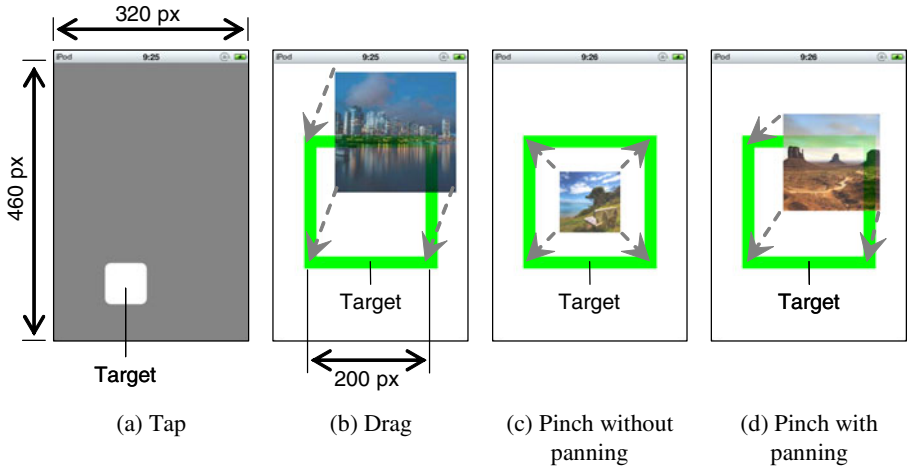 320 px
460 px
iPod 9:25
Target
(a) Tap
iPod 9:25
Target
200 px
(b) Drag
iPod 9:26
Target
(c) Pinch without
panning
iPod 9:26
Target
(d) Pinch with
panning